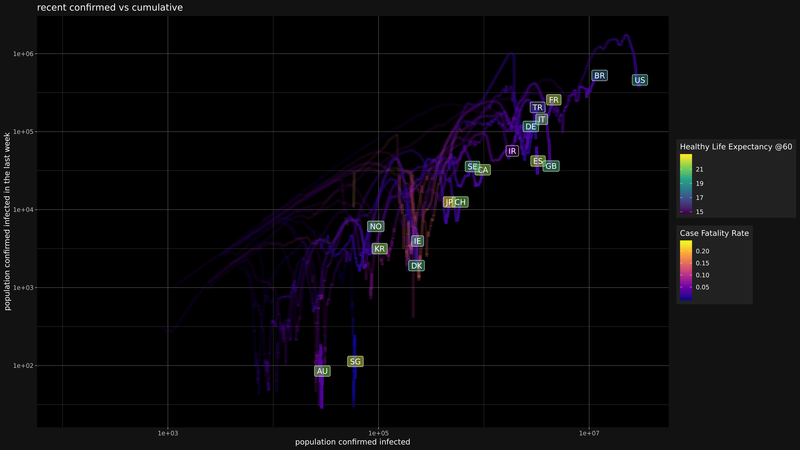 recent confirmed vs cumulative
population confirmed infected in the last week
1e+06
1e+05
1e+04
1e+03
1e+02
BR
US
FR
TR
IT
DE
IR
ES
GB
SE
CA
JP
CH
NO
IE
KR
DK
SG
AU
1e+03
1e+05
1e+07
population confirmed infected
Healthy Life Expectancy @60
21
19
17
15
Case Fatality Rate
0.20
0.15
0.10
0.05